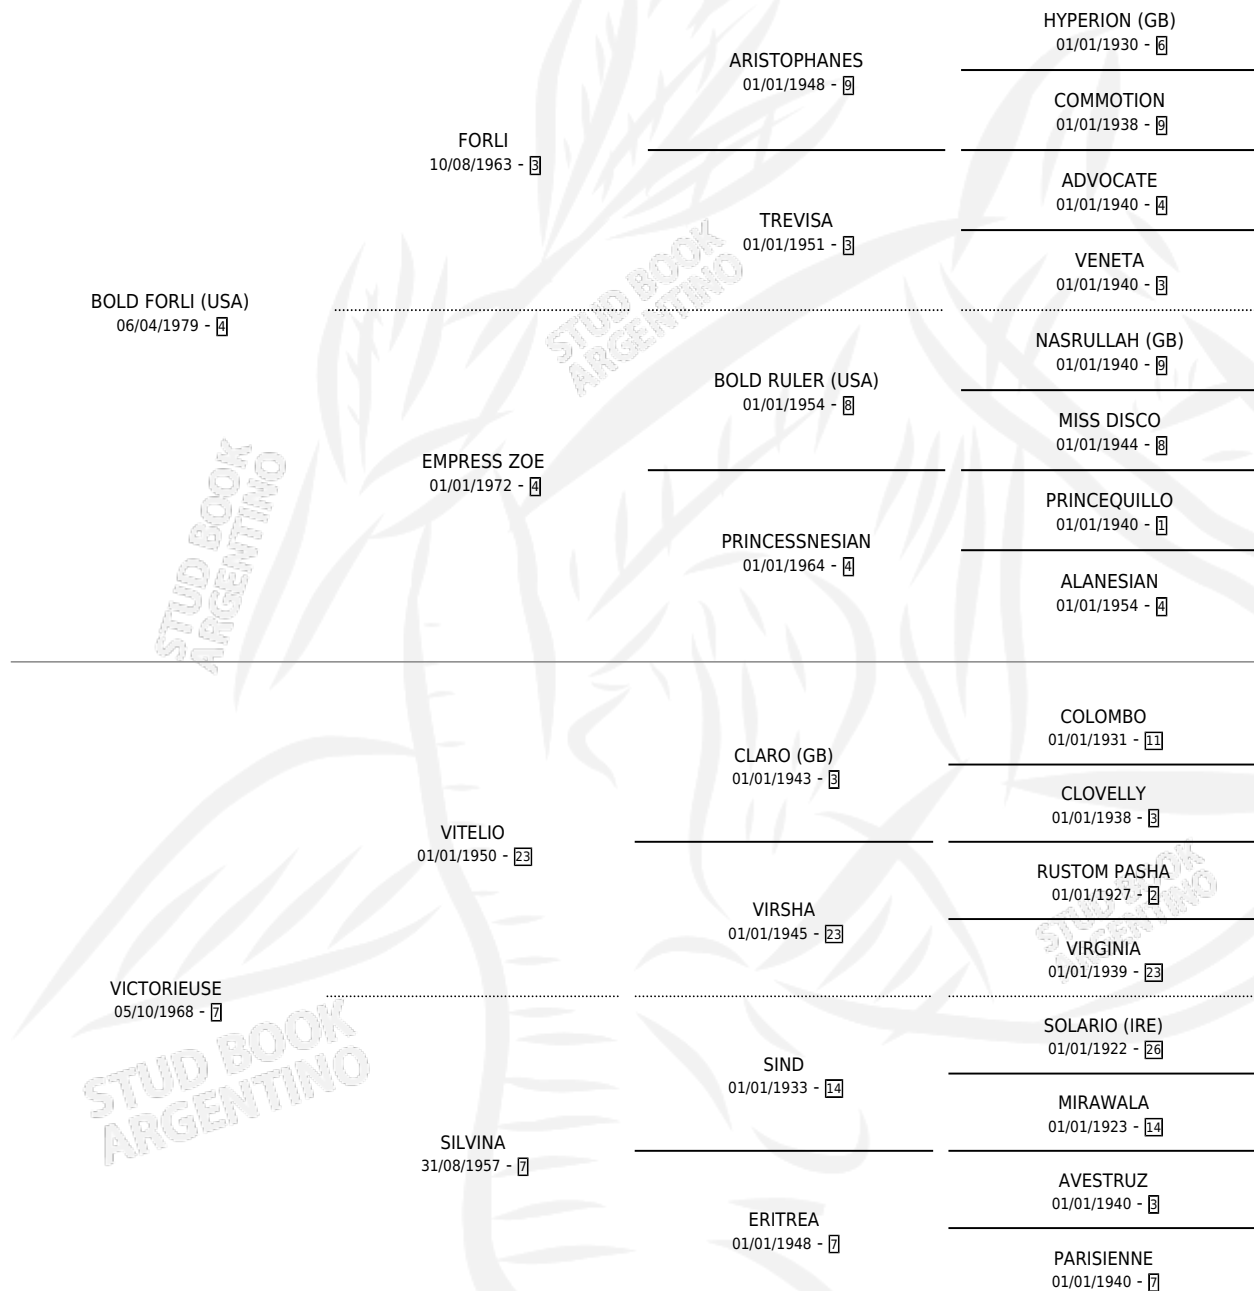 HYPERION (GB)
01/01/1930 - 6
ARISTOPHANES
01/01/1948 - 9
COMMOTION
01/01/1938 - 9
FORLI
10/08/1963 - 3
ADVOCATE
01/01/1940 - 4
TREVISA
01/01/1951 - 3
VENETA
01/01/1940 - 3
BOLD FORLI (USA)
06/04/1979 - 4
STUD BOOK
ARGENTINO
NASRULLAH (GB)
01/01/1940 - 9
BOLD RULER (USA)
01/01/1954 - 8
MISS DISCO
01/01/1944 - 8
EMPRESS ZOE
01/01/1972 - 4
PRINCEQUILLO
01/01/1940 - 1
PRINCESSNESIAN
01/01/1964 - 4
ALANESIAN
01/01/1954 - 4
STUD BOOK
ARGENTINO
COLOMBO
01/01/1931 - 11
CLARO (GB)
01/01/1943 - 3
CLOVELLY
01/01/1938 - 3
VITELIO
01/01/1950 - 23
RUSTOM PASHA
01/01/1927 - 2
VIRSHA
01/01/1945 - 23
VIRGINIA
01/01/1939 - 23
STUD BOOK
ARGENTINO
VICTORIEUSE
05/10/1968 - 7
SOLARIO (IRE)
01/01/1922 - 26
SIND
01/01/1933 - 14
MIRAWALA
01/01/1923 - 14
STUD BOOK
ARGENTINO
SILVINA
31/08/1957 - 7
AVESTRUZ
01/01/1940 - 3
ERITREA
01/01/1948 - 7
PARISIENNE
01/01/1940 - 7